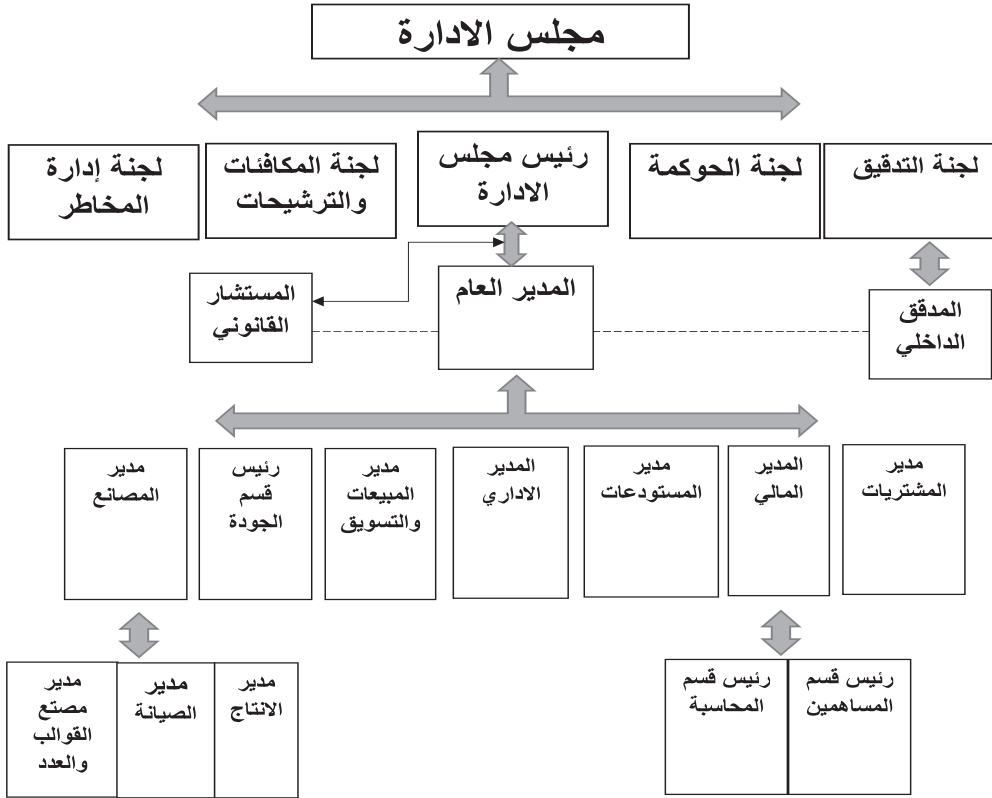 مجلس الادارة
لجنة التدقيق
لجنة الحوكمة
رئيس مجلس
الادارة
لجنة المكافئات
والترشيحات
لجنة إدارة
المخاطر
المدقق
الداخلي
المدير العام
المستشار
القانوني
مدير
المشتريات
المدير
المالي
مدير
المستودعات
المدير
الاداري
مدير
المبيعات
والتسويق
رئيس
قسم
الجودة
مدير
المصانع
رئيس قسم
المساهمين
رئيس قسم
المحاسبة
مدير
الانتاج
مدير
الصيانة
مدير
مصتع
القوالب
والعدد